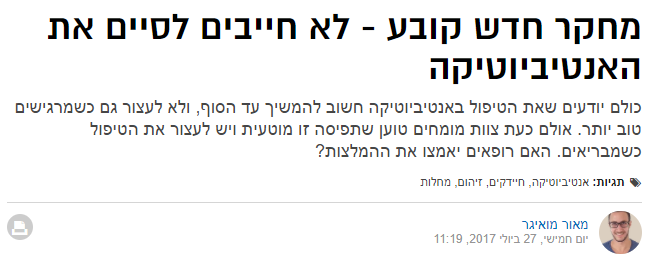 מחקר חדש קובע - לא חייבים לסיים את
האנטיביוטיקה
כולם יודעים שאת הטיפול באנטיביוטיקה חשוב להמשיך עד הסוף, ולא לעצור גם כשמרגישים
טוב יותר. אולם כעת צוות מומחים טוען שתפיסה זו מוטעית ויש לעצור את הטיפול
כשמבריאים. האם רופאים יאמצו את ההמלצות?
תגיות: אנטיביוטיקה, חיידקים, זיהום, מחלות
מאור מואיגר
יום חמישי, 27 ביולי 2017, 11:19